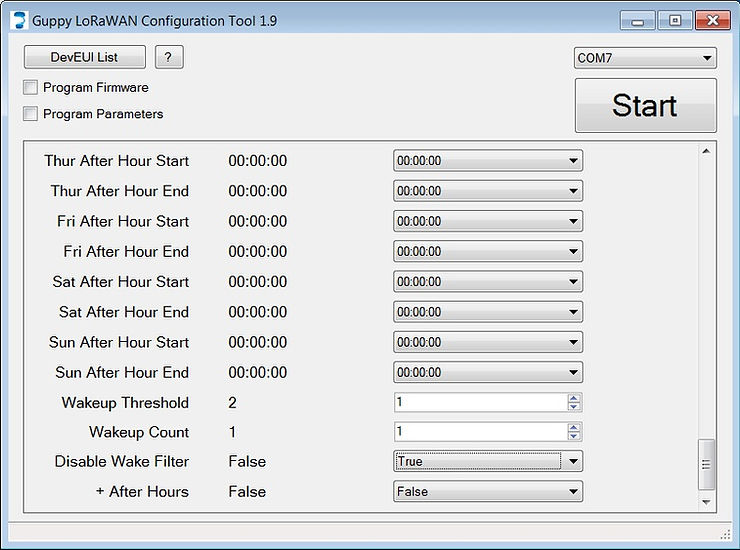 Guppy LoRaWAN Configuration Tool 1.9
DevEUI List ? COM7
Program Firmware
Program Parameters
Start
Thur After Hour Start 00:00:00 00:00:00
Thur After Hour End 00:00:00 00:00:00
Fri After Hour Start 00:00:00 00:00:00
Fri After Hour End 00:00:00 00:00:00
Sat After Hour Start 00:00:00 00:00:00
Sat After Hour End 00:00:00 00:00:00
Sun After Hour Start 00:00:00 00:00:00
Sun After Hour End 00:00:00 00:00:00
Wakeup Threshold 2 1
Wakeup Count 1 1
Disable Wake Filter False True
+ After Hours False False